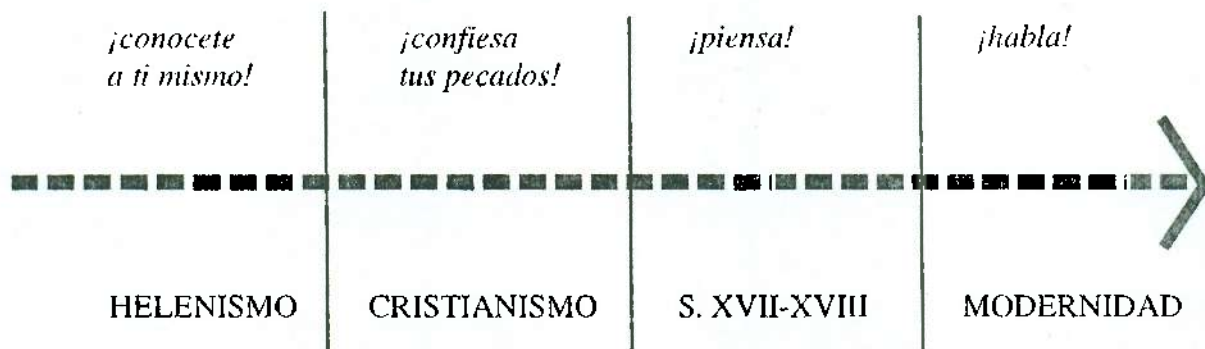 ¡conocete
a ti mismo!
¡confiesa
tus pecados!
¡piensa!
¡habla!
HELENISMO
CRISTIANISMO
S. XVII-XVIII
MODERNIDAD